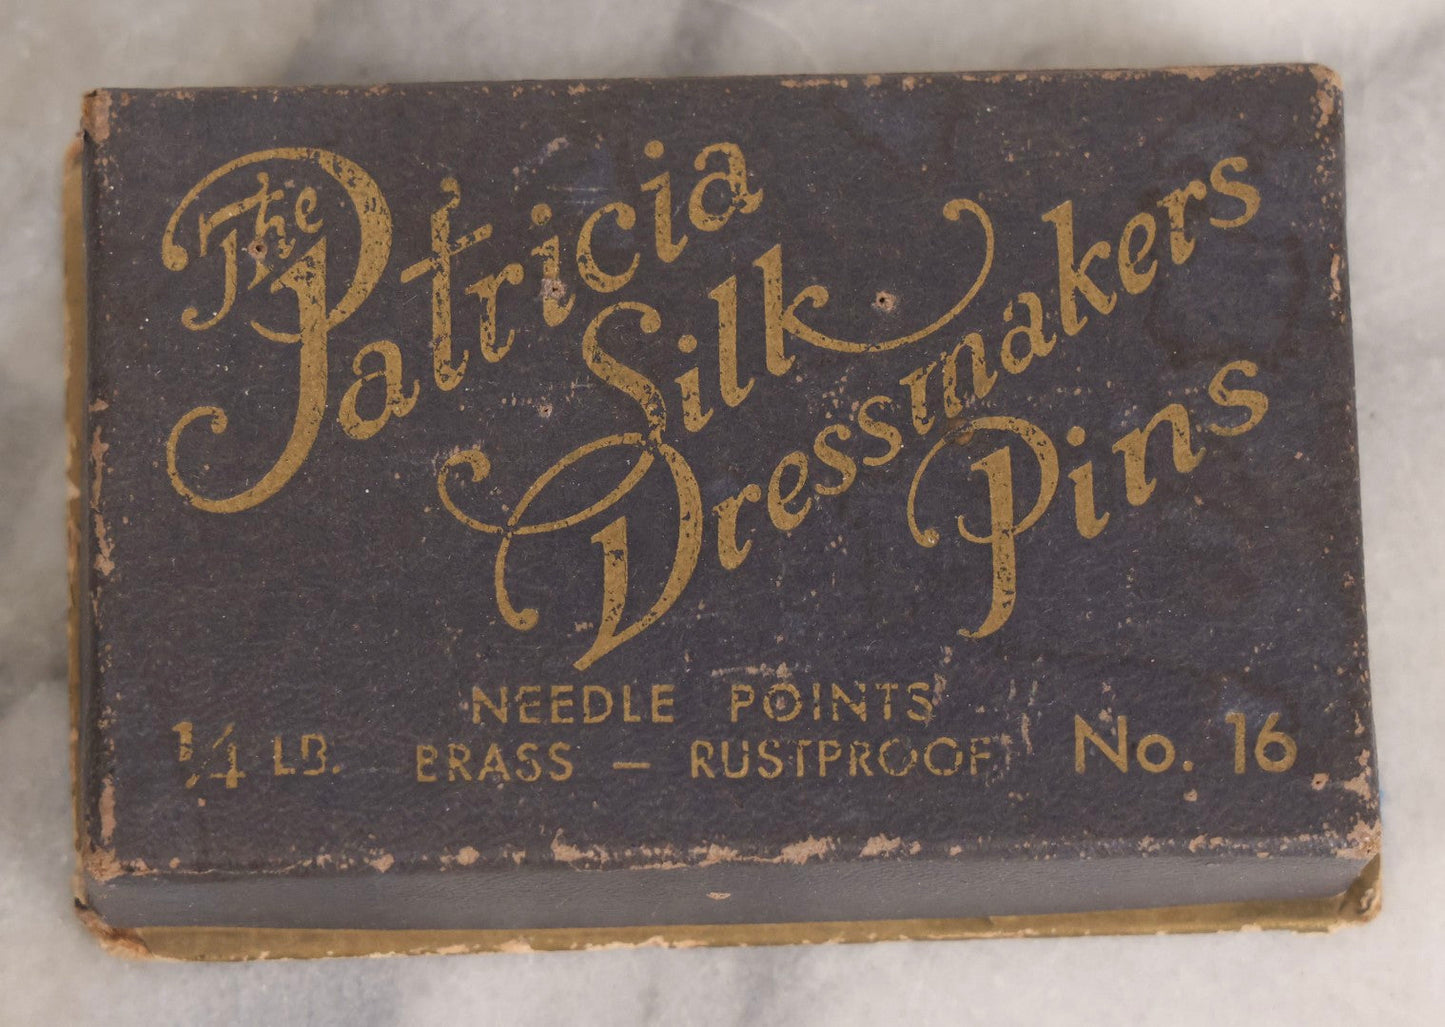 The Patricia
Silk
Dressmakers
Pins
NEEDLE POINTS
1/4 LB. BRASS — RUSTPROOF No. 16